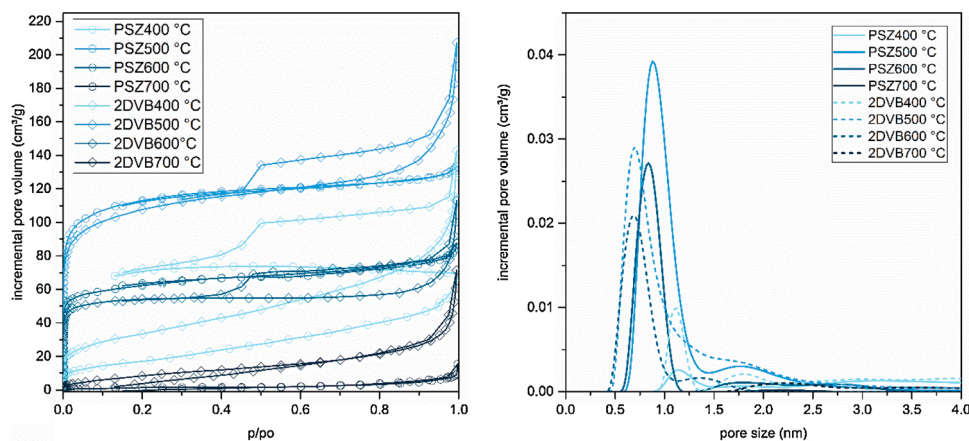 220
200
180
160
140
120
100
80
60
40
20
0
incremental pore volume (cm³/g)
PSZ400 °C
PSZ500 °C
PSZ600 °C
PSZ700 °C
2DVB400 °C
2DVB500 °C
2DVB600°C
2DVB700 °C
0.0 0.2 0.4 0.6 0.8 1.0
p/po
0.04
0.03
0.02
0.01
0.00
incremental pore volume (cm³/g)
PSZ400 °C
PSZ500 °C
PSZ600 °C
PSZ700 °C
2DVB400 °C
2DVB500 °C
2DVB600 °C
2DVB700 °C
0.0 0.5 1.0 1.5 2.0 2.5 3.0 3.5 4.0
pore size (nm)